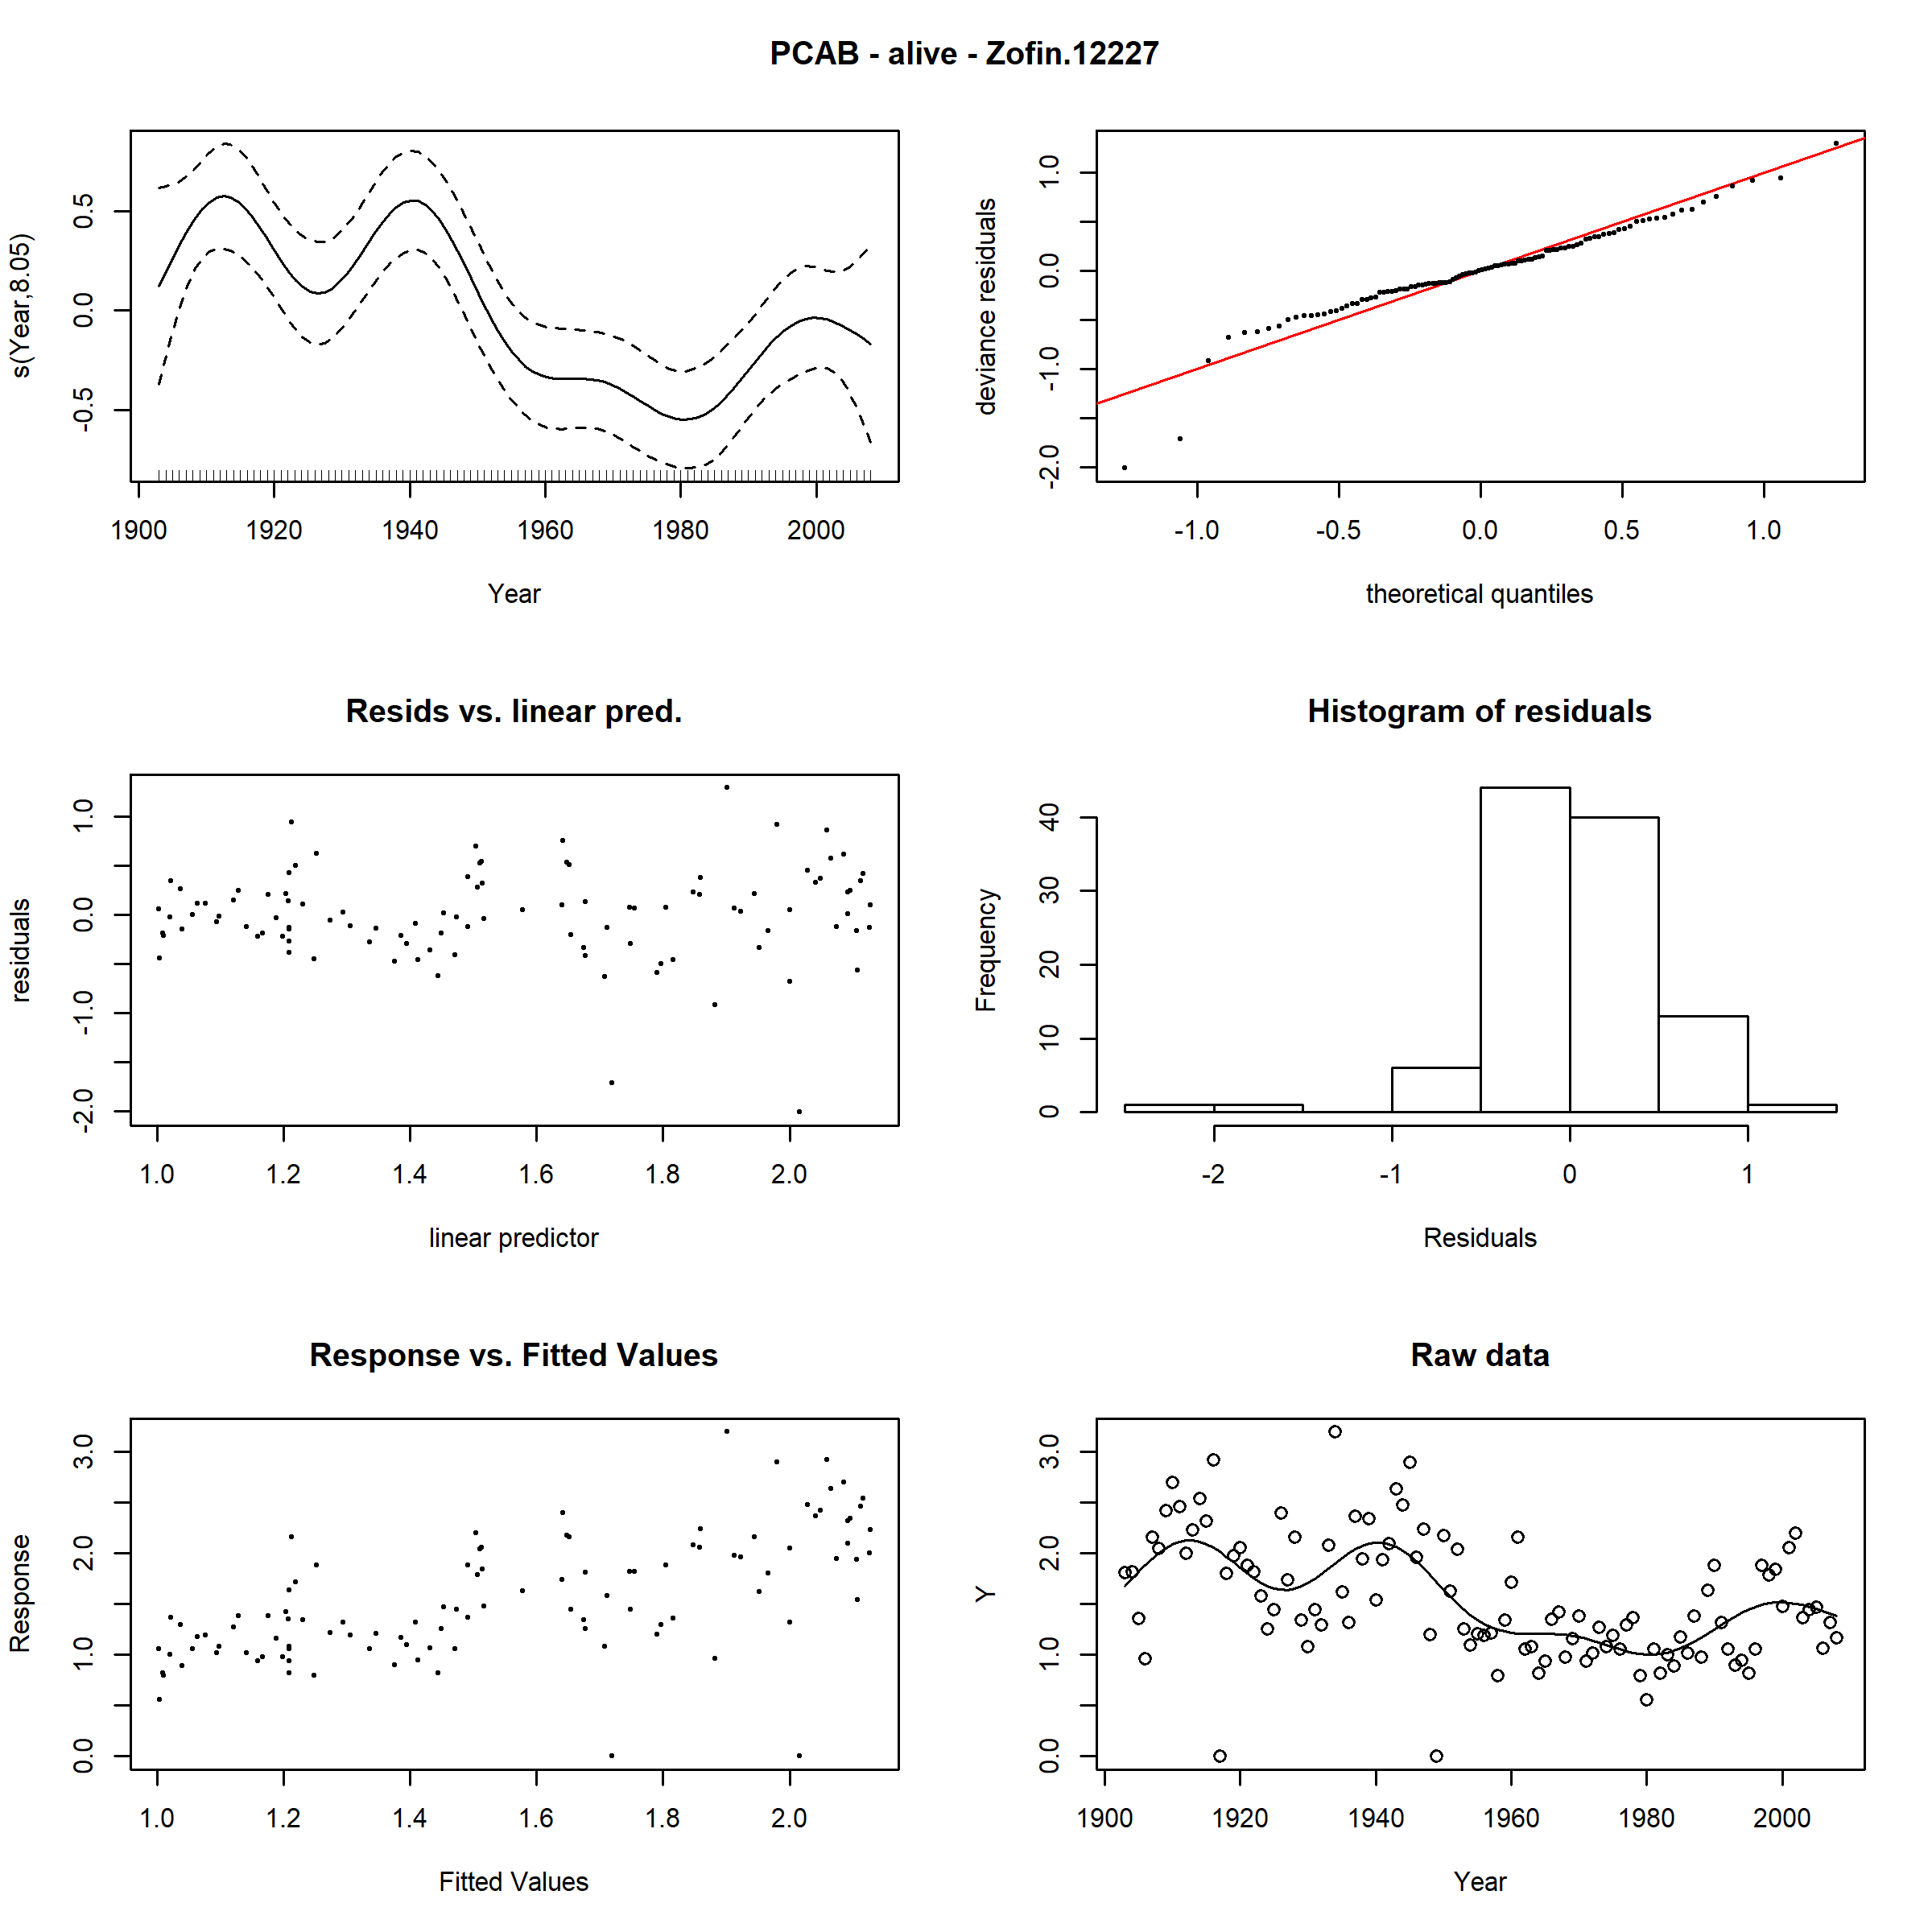 PCAB - alive - Zofin.12227
s(Year,8.05)
0.5
0.0
-0.5
1900 1920 1940 1960 1980 2000
Year
deviance residuals
1.0
0.0
-1.0
-2.0
-1.0 -0.5 0.0 0.5 1.0
theoretical quantiles
Resids vs. linear pred.
residuals
1.0
0.0
-1.0
-2.0
1.0 1.2 1.4 1.6 1.8 2.0
linear predictor
Histogram of residuals
Frequency
40
30
20
10
0
-2 -1 0 1
Residuals
Response vs. Fitted Values
Response
3.0
2.0
1.0
0.0
1.0 1.2 1.4 1.6 1.8 2.0
Fitted Values
Raw data
Y
3.0
2.0
1.0
0.0
1900 1920 1940 1960 1980 2000
Year